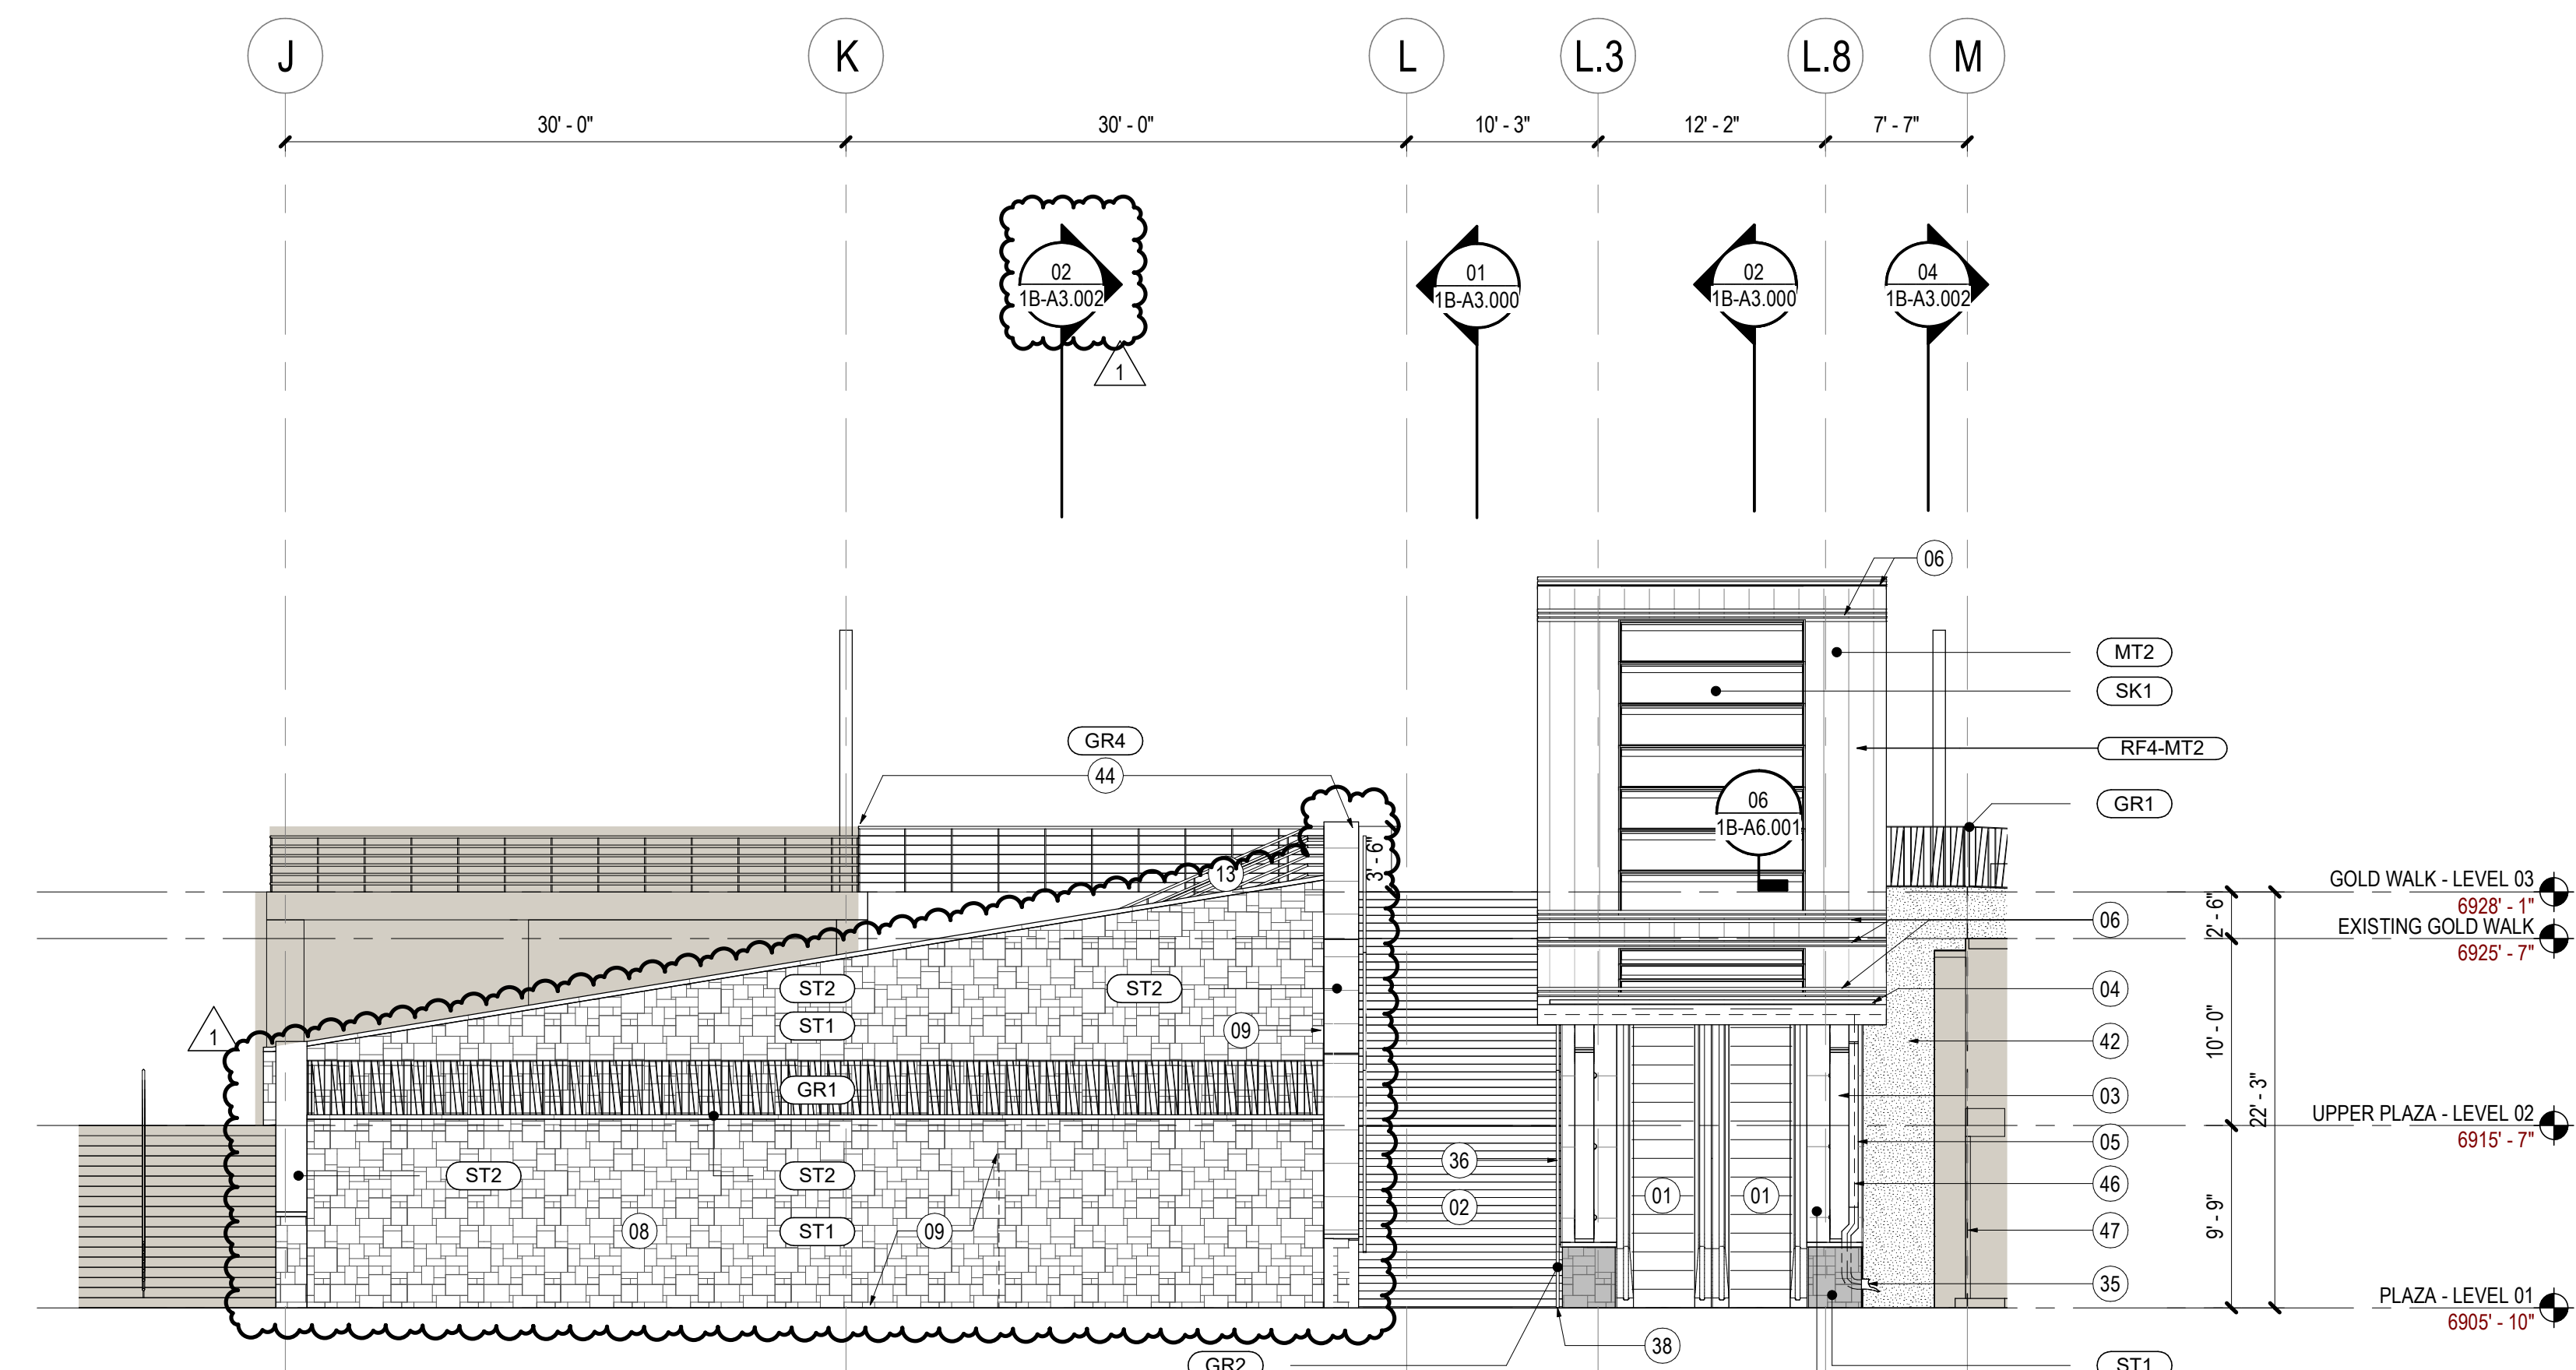 J
K
L
L.3
L.8
M
30' - 0"
30' - 0"
10' - 3"
12' - 2"
7' - 7"
02
1B-A3.002
1
01
1B-A3.000
02
1B-A3.000
04
1B-A3.002
06
MT2
SK1
RF4-MT2
GR1
GR4
44
06
1B-A6.001
13
3' - 6"
GOLD WALK - LEVEL 03
6928' - 1"
2' - 6"
EXISTING GOLD WALK
6925' - 7"
06
04
42
03
05
46
47
35
10' - 0"
22' - 3"
9' - 9"
UPPER PLAZA - LEVEL 02
6915' - 7"
PLAZA - LEVEL 01
6905' - 10"
1
ST2
ST2
ST1
09
GR1
ST2
ST2
08
ST1
09
36
02
01
01
38
GR2
ST1